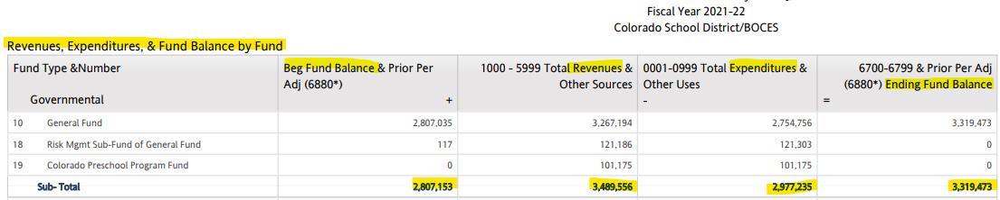 Fiscal Year 2021-22
Colorado School District/BOCES
Revenues, Expenditures, & Fund Balance by Fund
Fund Type &Number Beg Fund Balance & Prior Per 1000 - 5999 Total Revenues & 0001-0999 Total Expenditures & 6700-6799 & Prior Per Adj
Adj (6880*) Other Sources Other Uses (6880*) Ending Fund Balance
Governmental + - =
10 General Fund 2,807,035 3,267,194 2,754,756 3,319,473
18 Risk Mgmt Sub-Fund of General Fund 117 121,186 121,303 0
19 Colorado Preschool Program Fund 0 101,175 101,175 0
Sub- Total 2,807,153 3,489,556 2,977,235 3,319,473